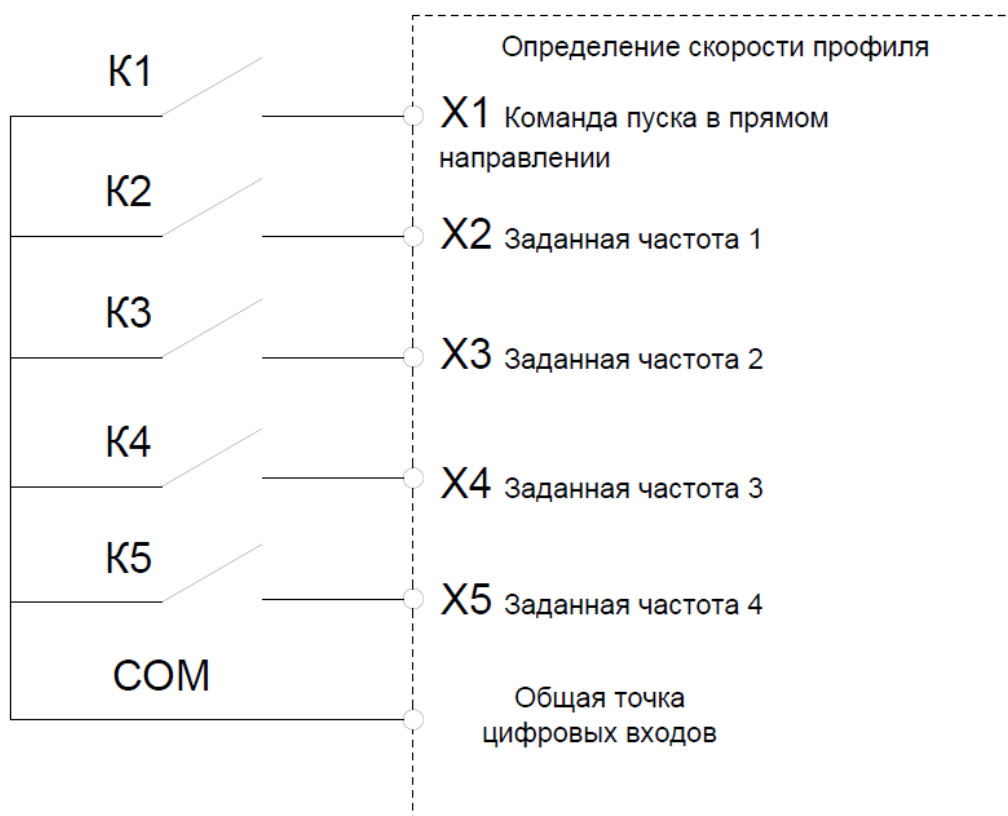 Определение скорости профиля
К1
X1 Команда пуска в прямом
направлении
К2
X2 Заданная частота 1
К3
X3 Заданная частота 2
К4
X4 Заданная частота 3
К5
X5 Заданная частота 4
COM
Общая точка
цифровых входов